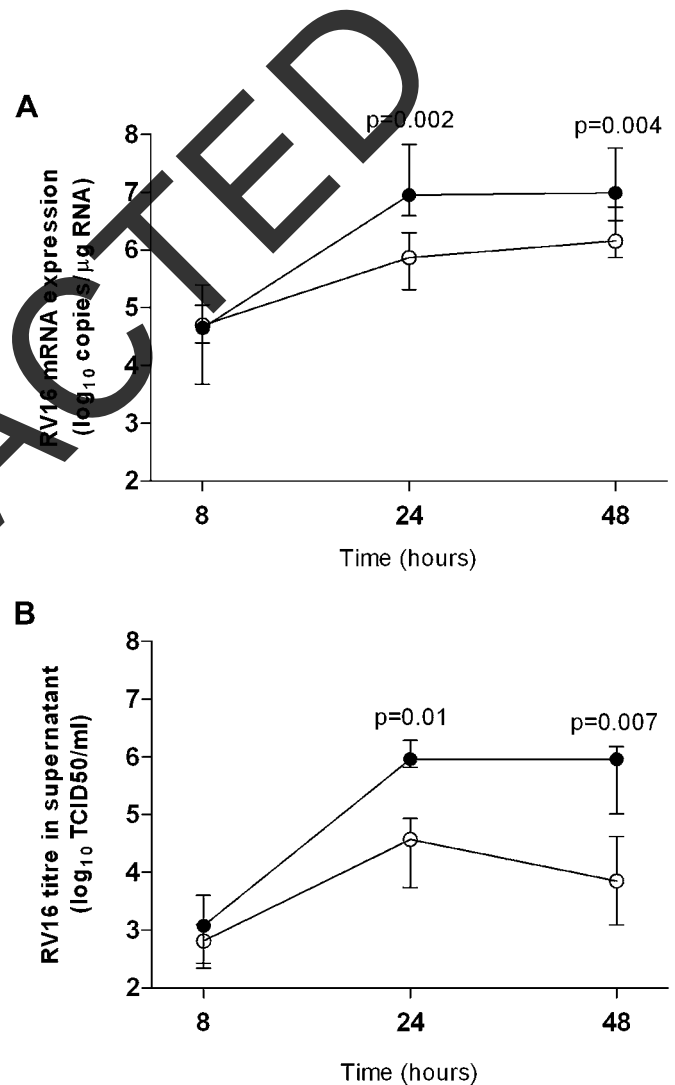 A
p=0.002
p=0.004
8
7
6
5
4
3
2
RV16 mRNA expression
(log10 copies/μg RNA)
8
24
48
Time (hours)
ACTED
B
8
7
6
5
4
3
2
p=0.01
p=0.007
RV16 titre in supernatant
(log10 TCID50/ml)
8
24
48
Time (hours)